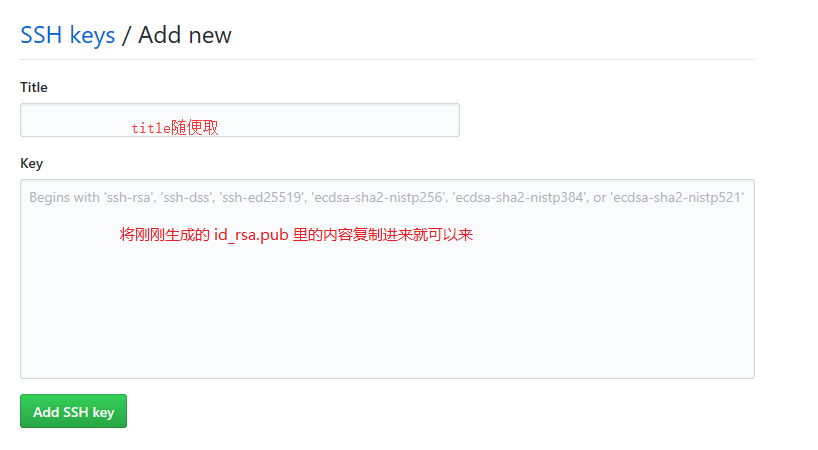 SSH keys / Add new
Title
title随便取
Key
Begins with 'ssh-rsa', 'ssh-dss', 'ssh-ed25519', 'ecdsa-sha2-nistp256', 'ecdsa-sha2-nistp384', or 'ecdsa-sha2-nistp521'
将刚刚生成的 id_rsa.pub 里的内容复制进来就可以来
Add SSH key